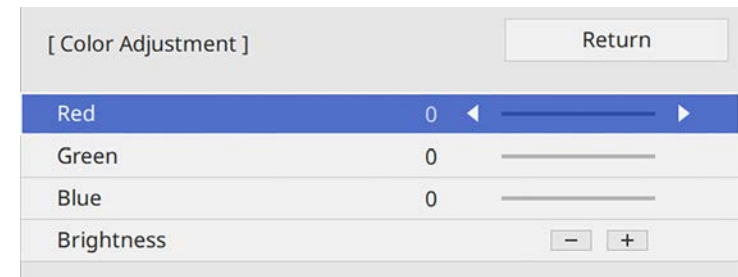 [ Color Adjustment ] Return
Red 0
Green 0
Blue 0
Brightness − +